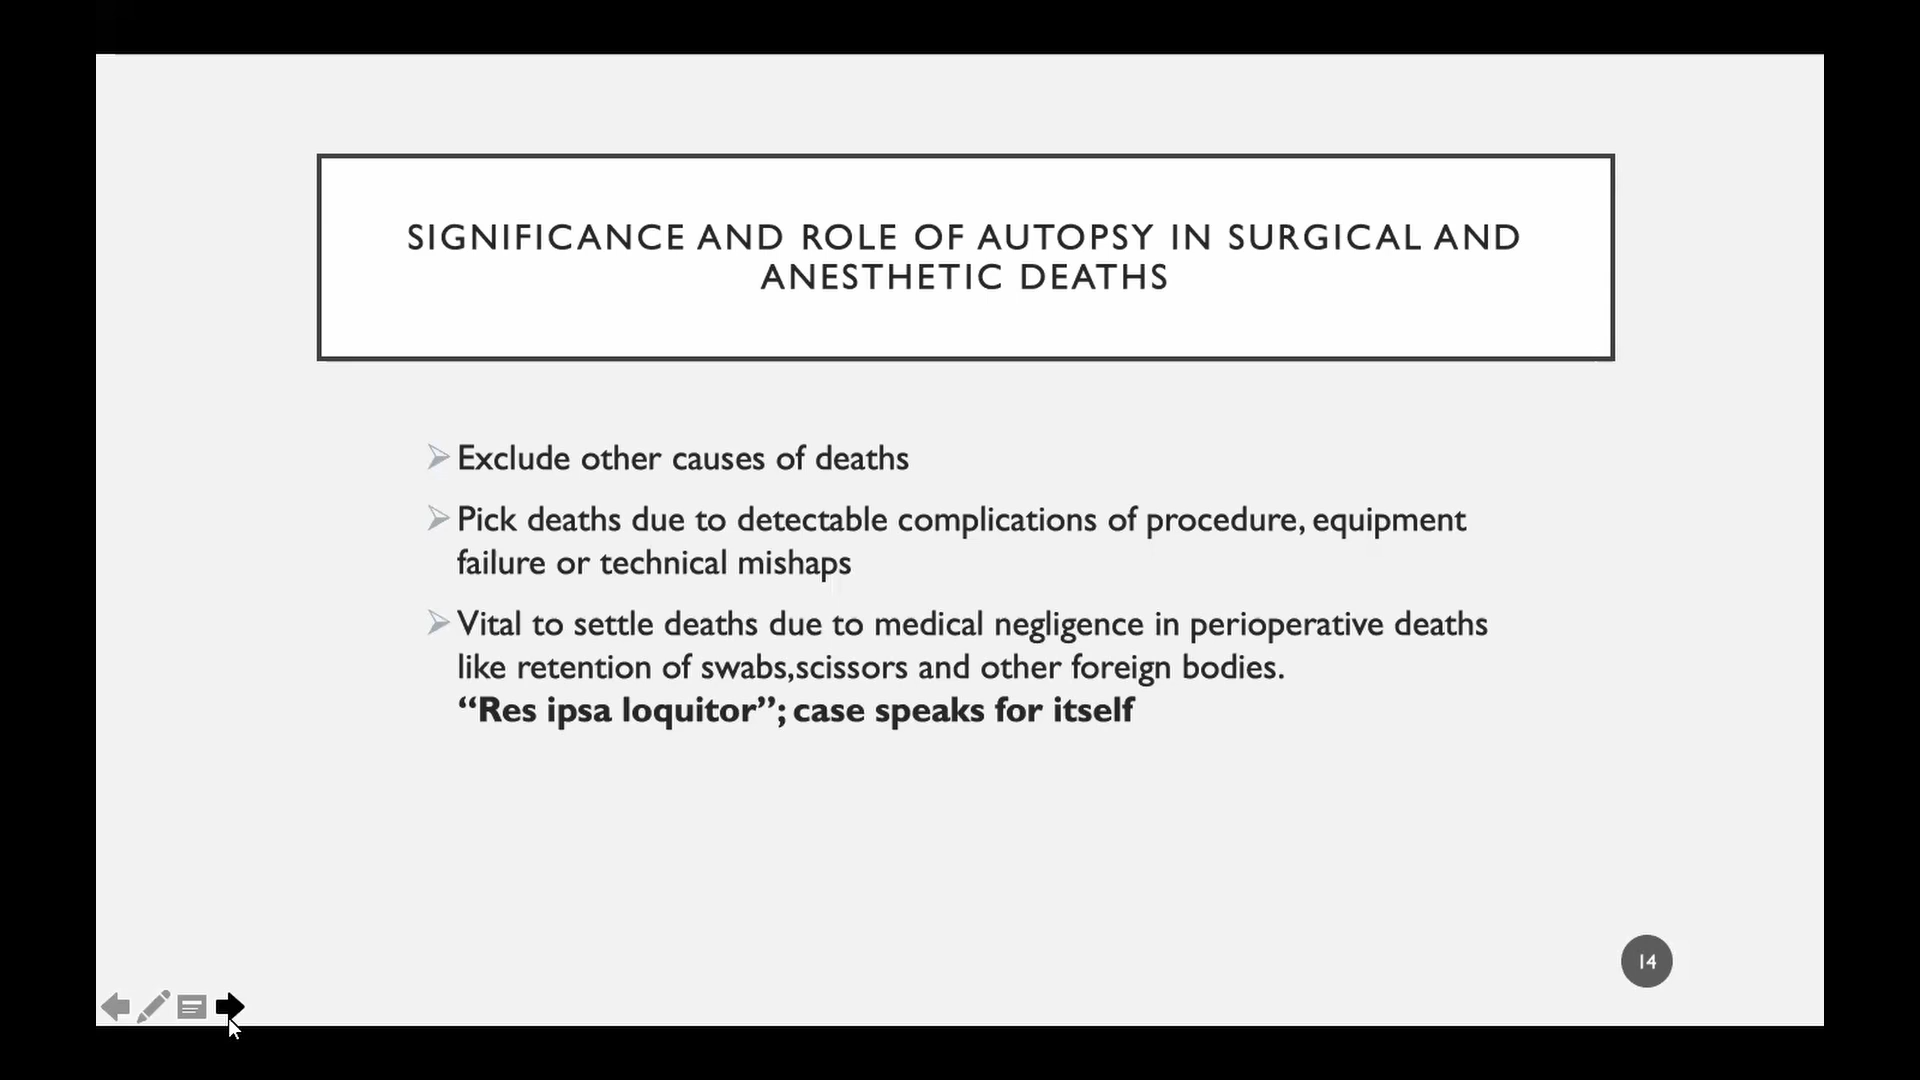 SIGNIFICANCE AND ROLE OF AUTOPSY IN SURGICAL AND
ANESTHETIC DEATHS
Exclude other causes of deaths
Pick deaths due to detectable complications of procedure, equipment
failure or technical mishaps
Vital to settle deaths due to medical negligence in perioperative deaths
like retention of swabs,scissors and other foreign bodies.
“Res ipsa loquitor”; case speaks for itself
14